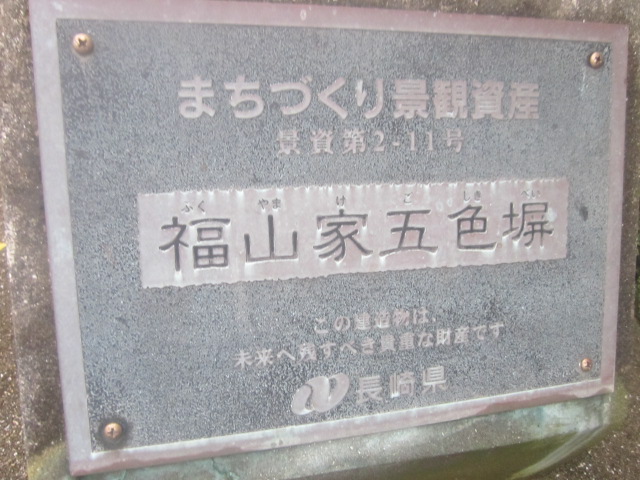 まちづくり景観資産
景資第2-11号
ふく やま け ご しき べい
福山家五色塀
この建造物は、
未来へ残すべき貴重な財産です
長崎県